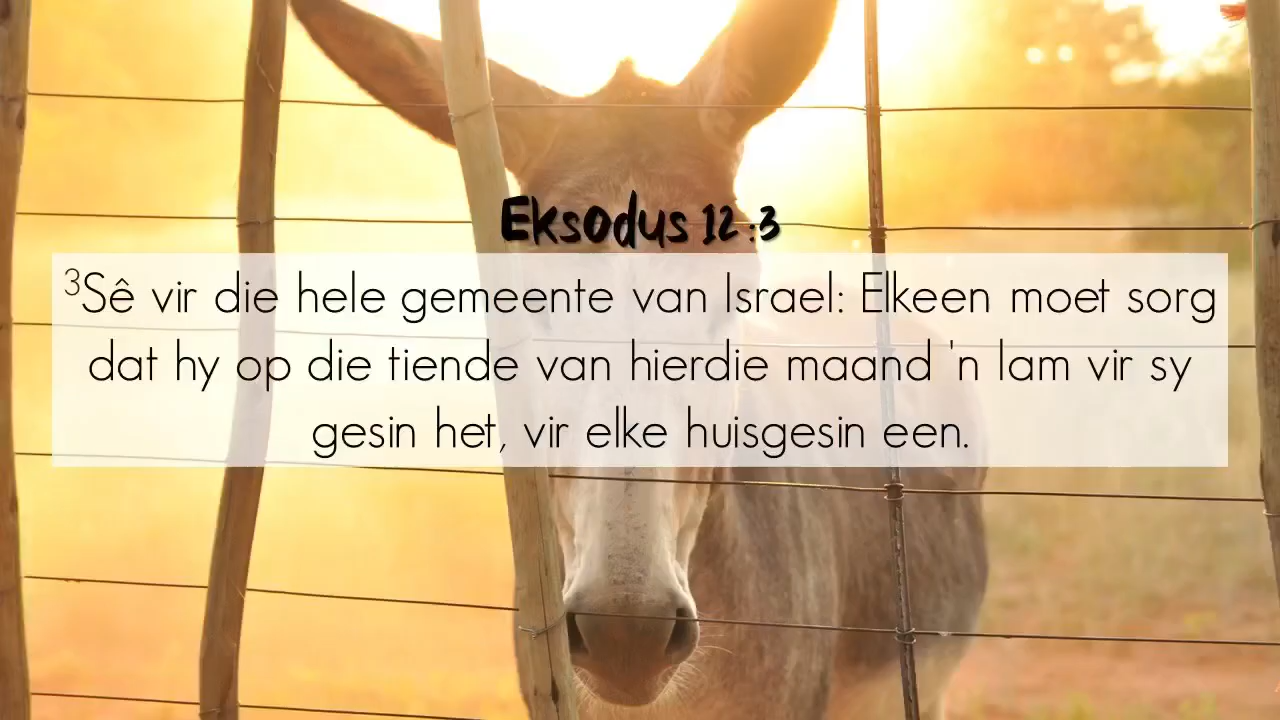 Eksodus 12:3
³Sê vir die hele gemeente van Israel: Elkeen moet sorg
dat hy op die tiende van hierdie maand 'n lam vir sy
gesin het, vir elke huisgesin een.